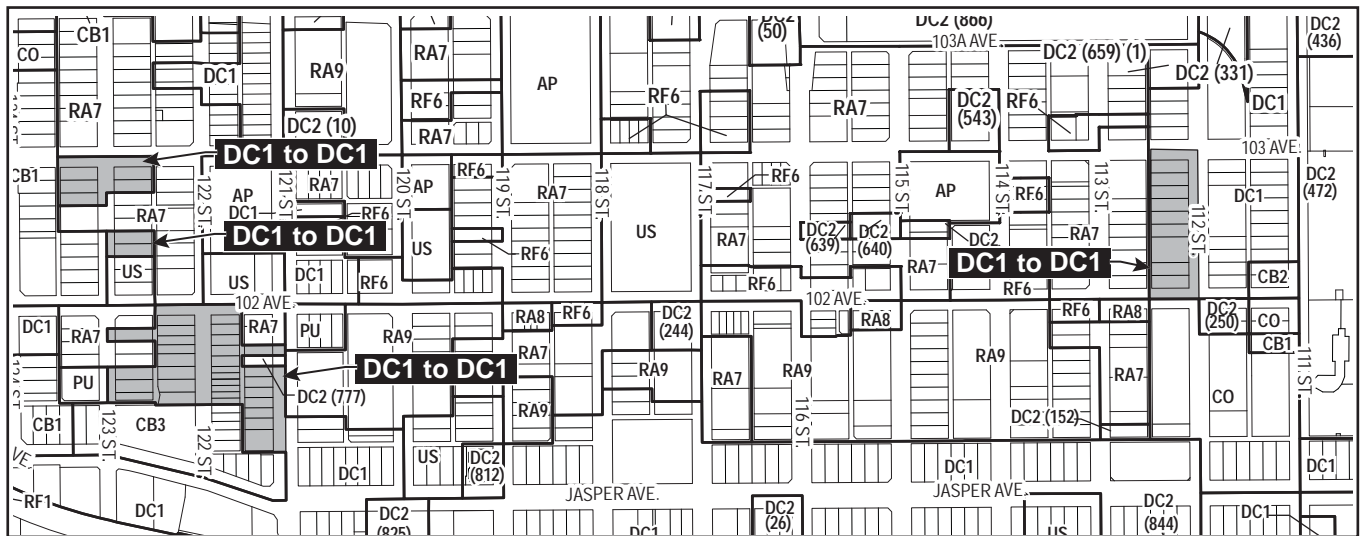 CB1
CO
DC1
RA9
RA7
RF6
RA7
DC2 (10)
AP
RF6
DC2
(50)
DC2 (866)
103A AVE.
RA7
DC2
(543)
RF6
DC2 (659) (1)
DC2 (331)
DC1
DC2
(436)
RA7
103 AVE.
DC1 to DC1
CB1
122 ST.
AP
121 ST.
RA7
DC1
RF6
120 ST.
AP
RF6
119 ST.
RA7
118 ST.
117 ST.
RF6
115 ST.
AP
114 ST.
RF6
113 ST.
112 ST.
DC1
DC2
(472)
RA7
DC1 to DC1
US
US
DC1
RF6
US
RF6
US
RA7
RF6
DC2
(639)
DC2
(640)
DC2
RA7
RA7
DC1 to DC1
RF6
CB2
102 AVE.
102 AVE.
DC1
RA7
RA7
PU
RA9
RA8
RF6
DC2
(244)
RA8
RF6
RA8
DC2
(250)
CO
CB1
PU
DC1 to DC1
DC2 (777)
RA7
RA9
RA9
RA7
RA9
116 ST.
RA9
RA7
DC2 (152)
CO
111 ST.
CB1
123 ST.
CB3
122 ST.
DC1
US
DC2
(812)
DC1
DC1
RF1
DC1
JASPER AVE.
JASPER AVE.
DC2
(825)
DC1
DC2
(26)
US
DC2
(844)
DC1